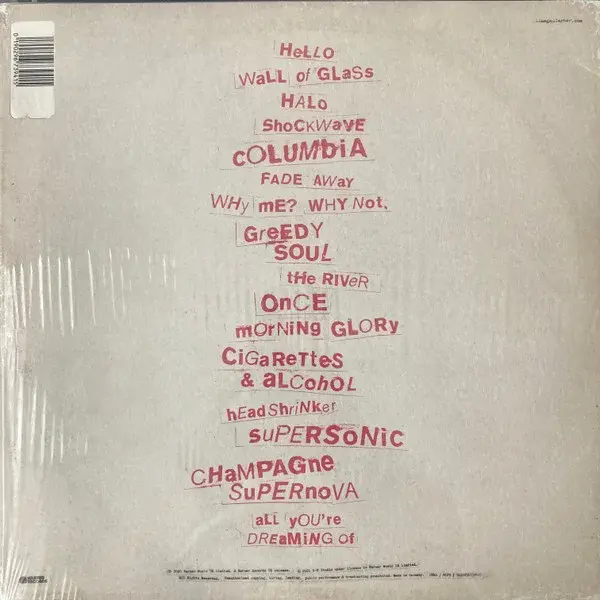 HeLLo
WaLL of GLaSs
HALo
ShoCKWaVE
COLUMbiA
FADE AWay
WHy mE? WHY Not.
GreEDY
SOUL
tHe RIVeR
OnCE
mOrNiNg GLORy
CiGaReTteS
& aLCohoL
hEadShriNKer
SuPERSoNiC
CHaMPAGne
SuPERnoVA
aLL yOU're
DREaMiNG of